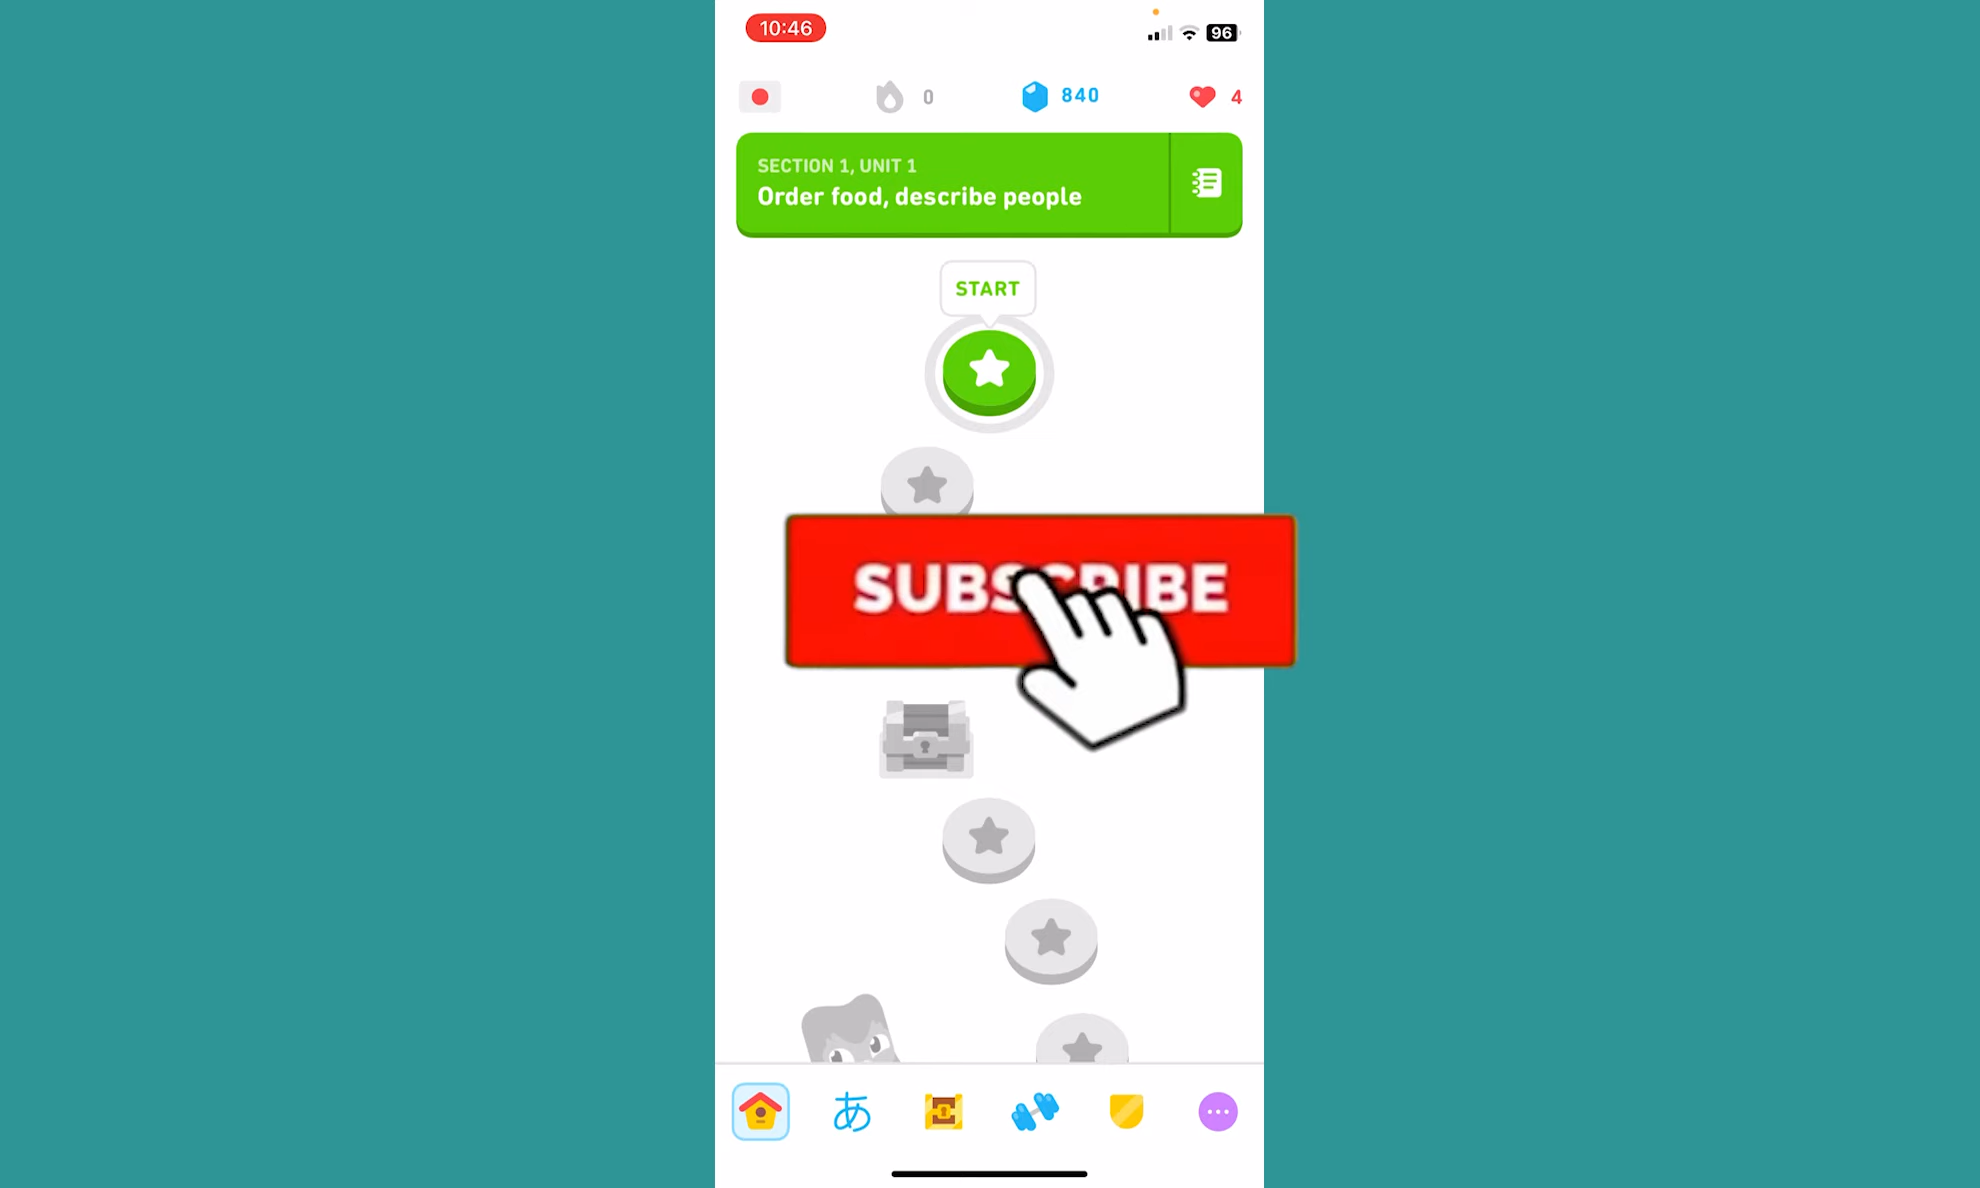 10:46
96
0
840
4
SECTION 1, UNIT 1
Order food, describe people
START
SUBSCRIBE
あ